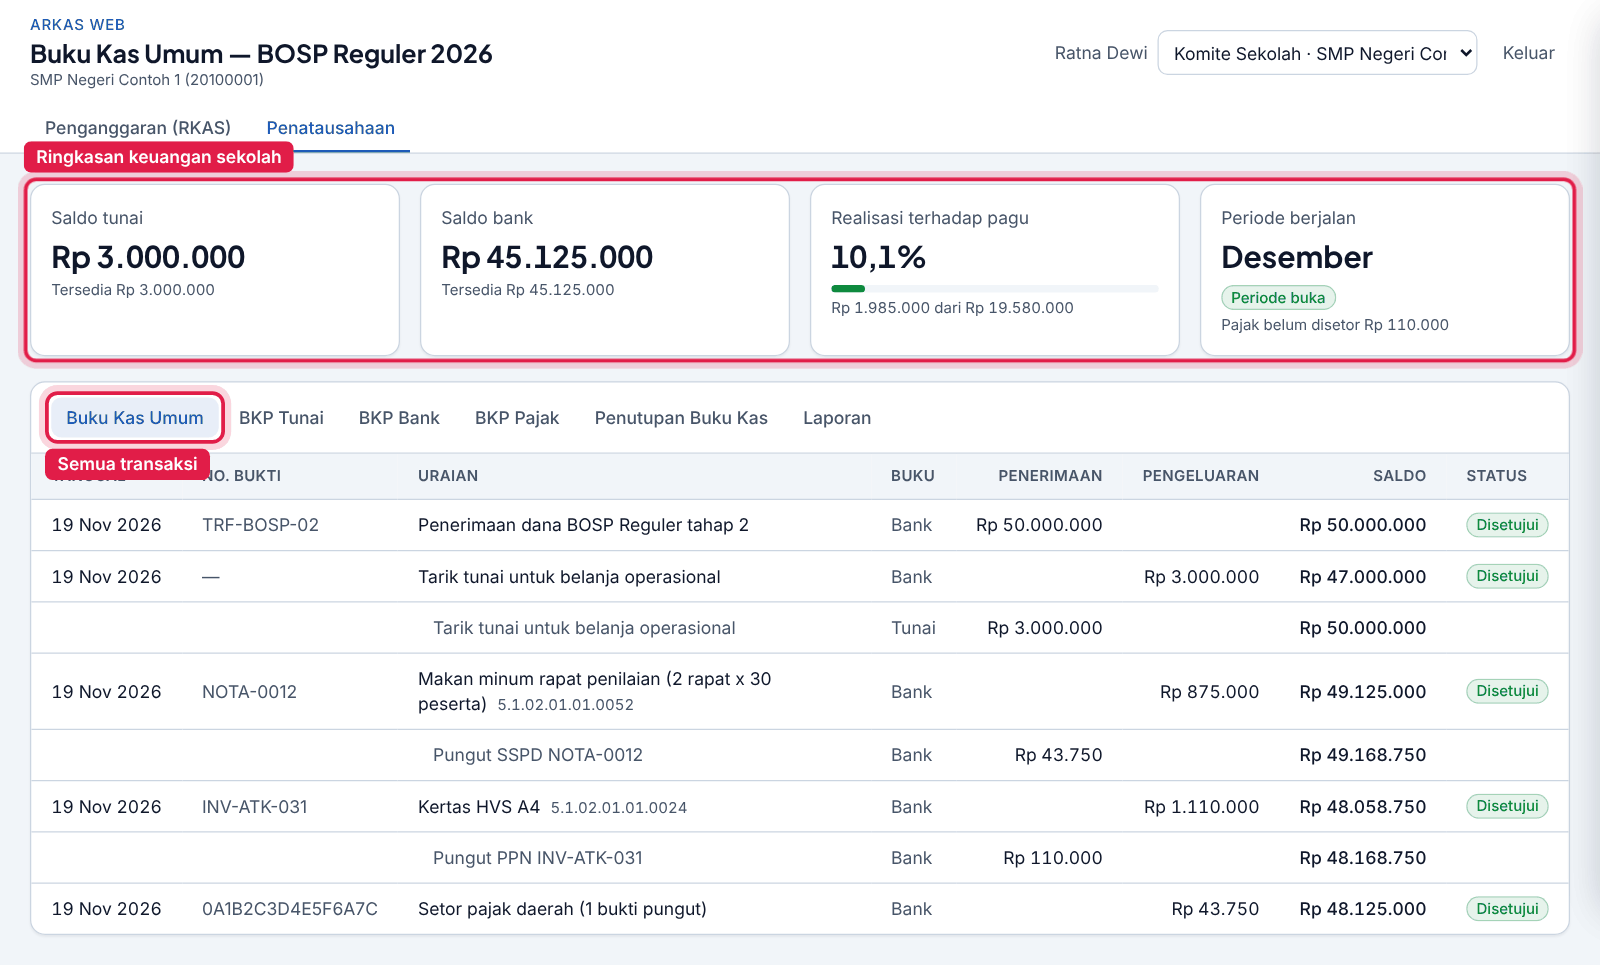 ARKAS WEB
Buku Kas Umum — BOSP Reguler 2026
SMP Negeri Contoh 1 (20100001)
Ratna Dewi
Komite Sekolah · SMP Negeri Cor
Keluar
Penganggaran (RKAS) Penatausahaan
Ringkasan keuangan sekolah
Saldo tunai
Rp 3.000.000
Tersedia Rp 3.000.000
Saldo bank
Rp 45.125.000
Tersedia Rp 45.125.000
Realisasi terhadap pagu
10,1%
Rp 1.985.000 dari Rp 19.580.000
Periode berjalan
Desember
Periode buka
Pajak belum disetor Rp 110.000
Buku Kas Umum BKP Tunai BKP Bank BKP Pajak Penutupan Buku Kas Laporan
Semua transaksi
NO. BUKTI URAIAN BUKU PENERIMAAN PENGELUARAN SALDO STATUS
19 Nov 2026 TRF-BOSP-02 Penerimaan dana BOSP Reguler tahap 2 Bank Rp 50.000.000 Rp 50.000.000 Disetujui
19 Nov 2026 — Tarik tunai untuk belanja operasional Bank Rp 3.000.000 Rp 47.000.000 Disetujui
Tarik tunai untuk belanja operasional Tunai Rp 3.000.000 Rp 50.000.000
19 Nov 2026 NOTA-0012 Makan minum rapat penilaian (2 rapat x 30
peserta) 5.1.02.01.01.0052 Bank Rp 875.000 Rp 49.125.000 Disetujui
Pungut SSPD NOTA-0012 Bank Rp 43.750 Rp 49.168.750
19 Nov 2026 INV-ATK-031 Kertas HVS A4 5.1.02.01.01.0024 Bank Rp 1.110.000 Rp 48.058.750 Disetujui
Pungut PPN INV-ATK-031 Bank Rp 110.000 Rp 48.168.750
19 Nov 2026 0A1B2C3D4E5F6A7C Setor pajak daerah (1 bukti pungut) Bank Rp 43.750 Rp 48.125.000 Disetujui